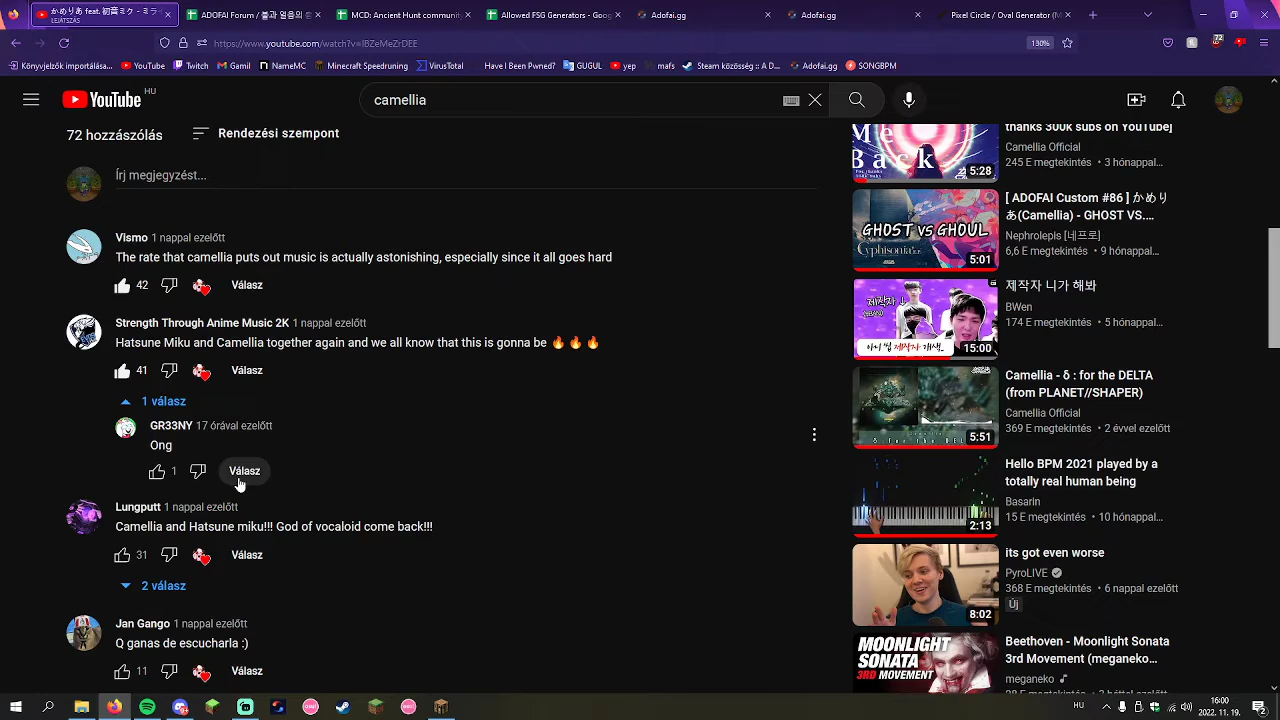 かめりあ feat.初音ミク - ミラー
LEJÁTSZÁS
ADOFAI Forum / 불과 얼음의 춤
MCD: Ancient Hunt communit
Allowed FSG Generators - Goog
Adofai.gg
Adofai.gg
Pixel Circle / Oval Generator (M
https://www.youtube.com/watch?v=lBZeMeZrDEE
130%
72
Könyvjelzők importálása...
YouTube
Twitch
Gamil
NameMC
Minecraft Speedruning
VirusTotal
Have I Been Pwned?
GUGUL
yep
mafs
Steam közösség :: A D...
Adofai.gg
SONGBPM
YouTube HU
camellia
72 hozzászólás
Rendezési szempont
Írj megjegyzést...
Vismo 1 nappal ezelőtt
The rate Camellia puts out music is actually astonishing, especially since it all goes hard
42 Válasz
Strength Through Anime Music 2K 1 nappal ezelőtt
Hatsune Miku and Camellia together again and we all know that this is gonna be 🔥🔥🔥
41 Válasz
1 válasz
GR33NY 17 órával ezelőtt
Ong
1 Válasz
Lungputt 1 nappal ezelőtt
Camellia and Hatsune miku!!! God of vocaloid come back!!!
31 Válasz
2 válasz
Jan Gango 1 nappal ezelőtt
Q ganas de escucharla :)
11 Válasz
Me
Back
5:28
thanks 300k subs on YouTube]
Camellia Official
245 E megtekintés • 3 hónappal...
GHOST vs GHOUL
Cyphisonia
5:01
[ ADOFAI Custom #86 ] かめり
あ(Camellia) - GHOST VS....
Nephrolepis [네프로]
6,6 E megtekintés • 9 hónappal...
제작자↓
15:00
제작자 니가 해봐
BWen
174 E megtekintés • 5 hónappal...
5:51
Camellia - δ : for the DELTA
(from PLANET//SHAPER)
Camellia Official
369 E megtekintés • 2 évvel ezelőtt
2:13
Hello BPM 2021 played by a
totally real human being
Basarin
15 E megtekintés • 10 hónappal...
8:02
its got even worse
PyroLIVE
368 E megtekintés • 6 nappal ezelőtt
Új
MOONLIGHT
SONATA
3RD MOVEMENT
Beethoven - Moonlight Sonata
3rd Movement (meganeko...
meganeko
HU
16:00
2022. 11. 19.
2